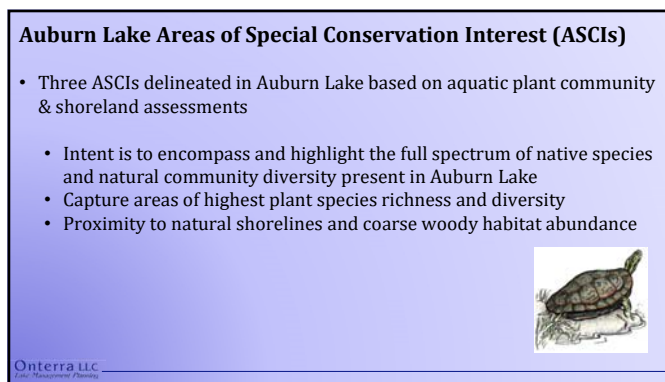 Auburn Lake Areas of Special Conservation Interest (ASCIs)
• Three ASCIs delineated in Auburn Lake based on aquatic plant community
& shoreland assessments
• Intent is to encompass and highlight the full spectrum of native species
and natural community diversity present in Auburn Lake
• Capture areas of highest plant species richness and diversity
• Proximity to natural shorelines and coarse woody habitat abundance
Onterra LLC
Lake Management Planning